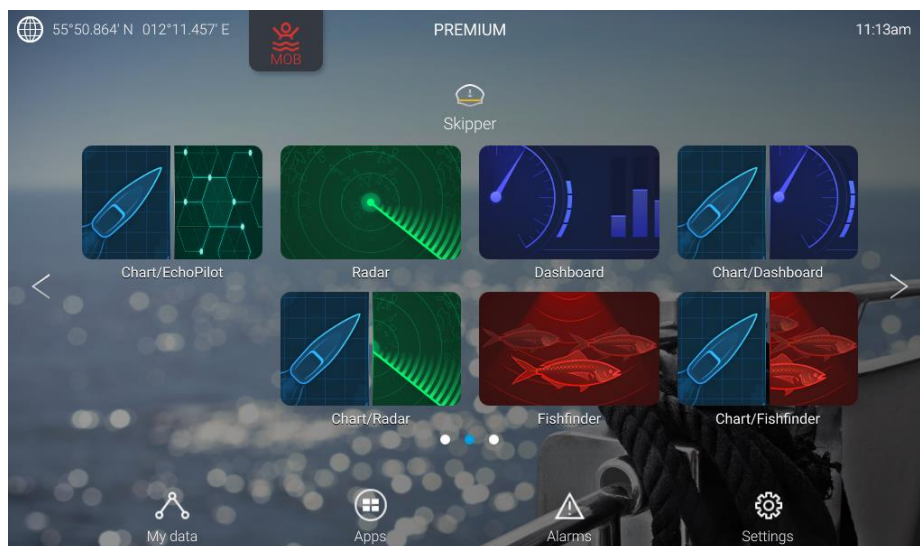 55°50.864' N 012°11.457' E
MOB
PREMIUM
11:13am
1
Skipper
Chart/EchoPilot
Radar
Dashboard
Chart/Dashboard
Chart/Radar
Fishfinder
Chart/Fishfinder
My data
Apps
Alarms
Settings